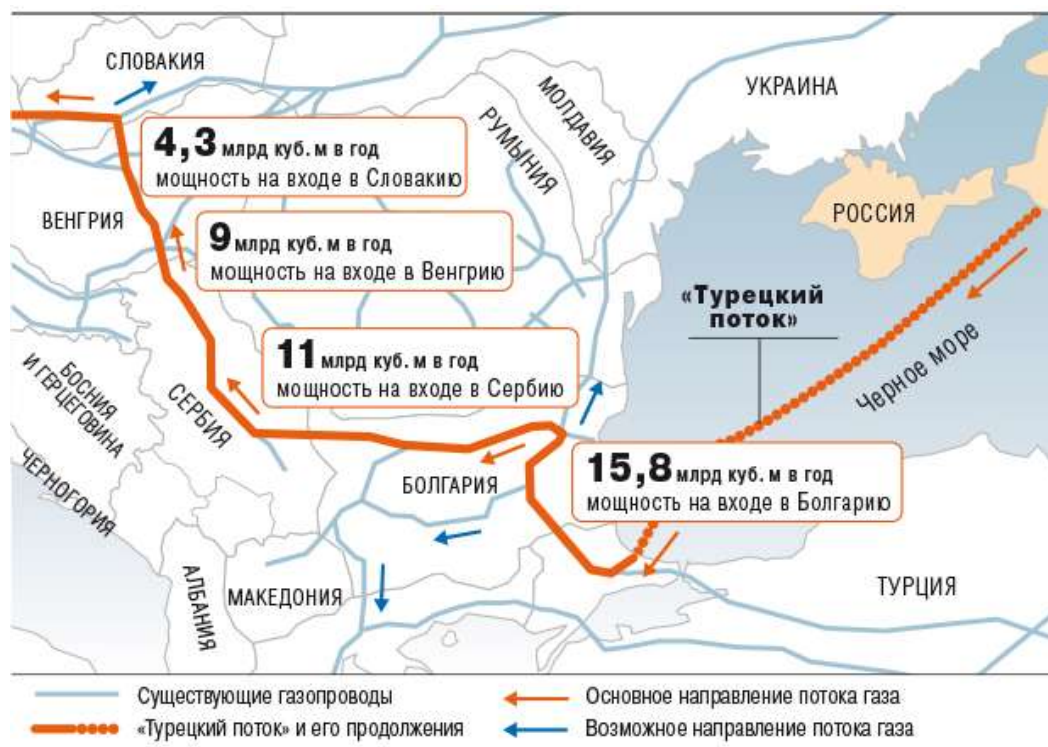 СЛОВАКИЯ
УКРАИНА
МОЛДАВИЯ
РУМЫНИЯ
4,3 млрд куб. м в год
мощность на входе в Словакию
ВЕНГРИЯ
РОССИЯ
9 млрд куб. м в год
мощность на входе в Венгрию
«Турецкий
поток»
Черное море
11 млрд куб. м в год
мощность на входе в Сербию
БОСНИЯ
И ГЕРЦЕГОВИНА
СЕРБИЯ
ЧЕРНОГОРИЯ
БОЛГАРИЯ
15,8 млрд куб. м в год
мощность на входе в Болгарию
АЛБАНИЯ
МАКЕДОНИЯ
ТУРЦИЯ
Существующие газопроводы
Основное направление потока газа
«Турецкий поток» и его продолжения
Возможное направление потока газа